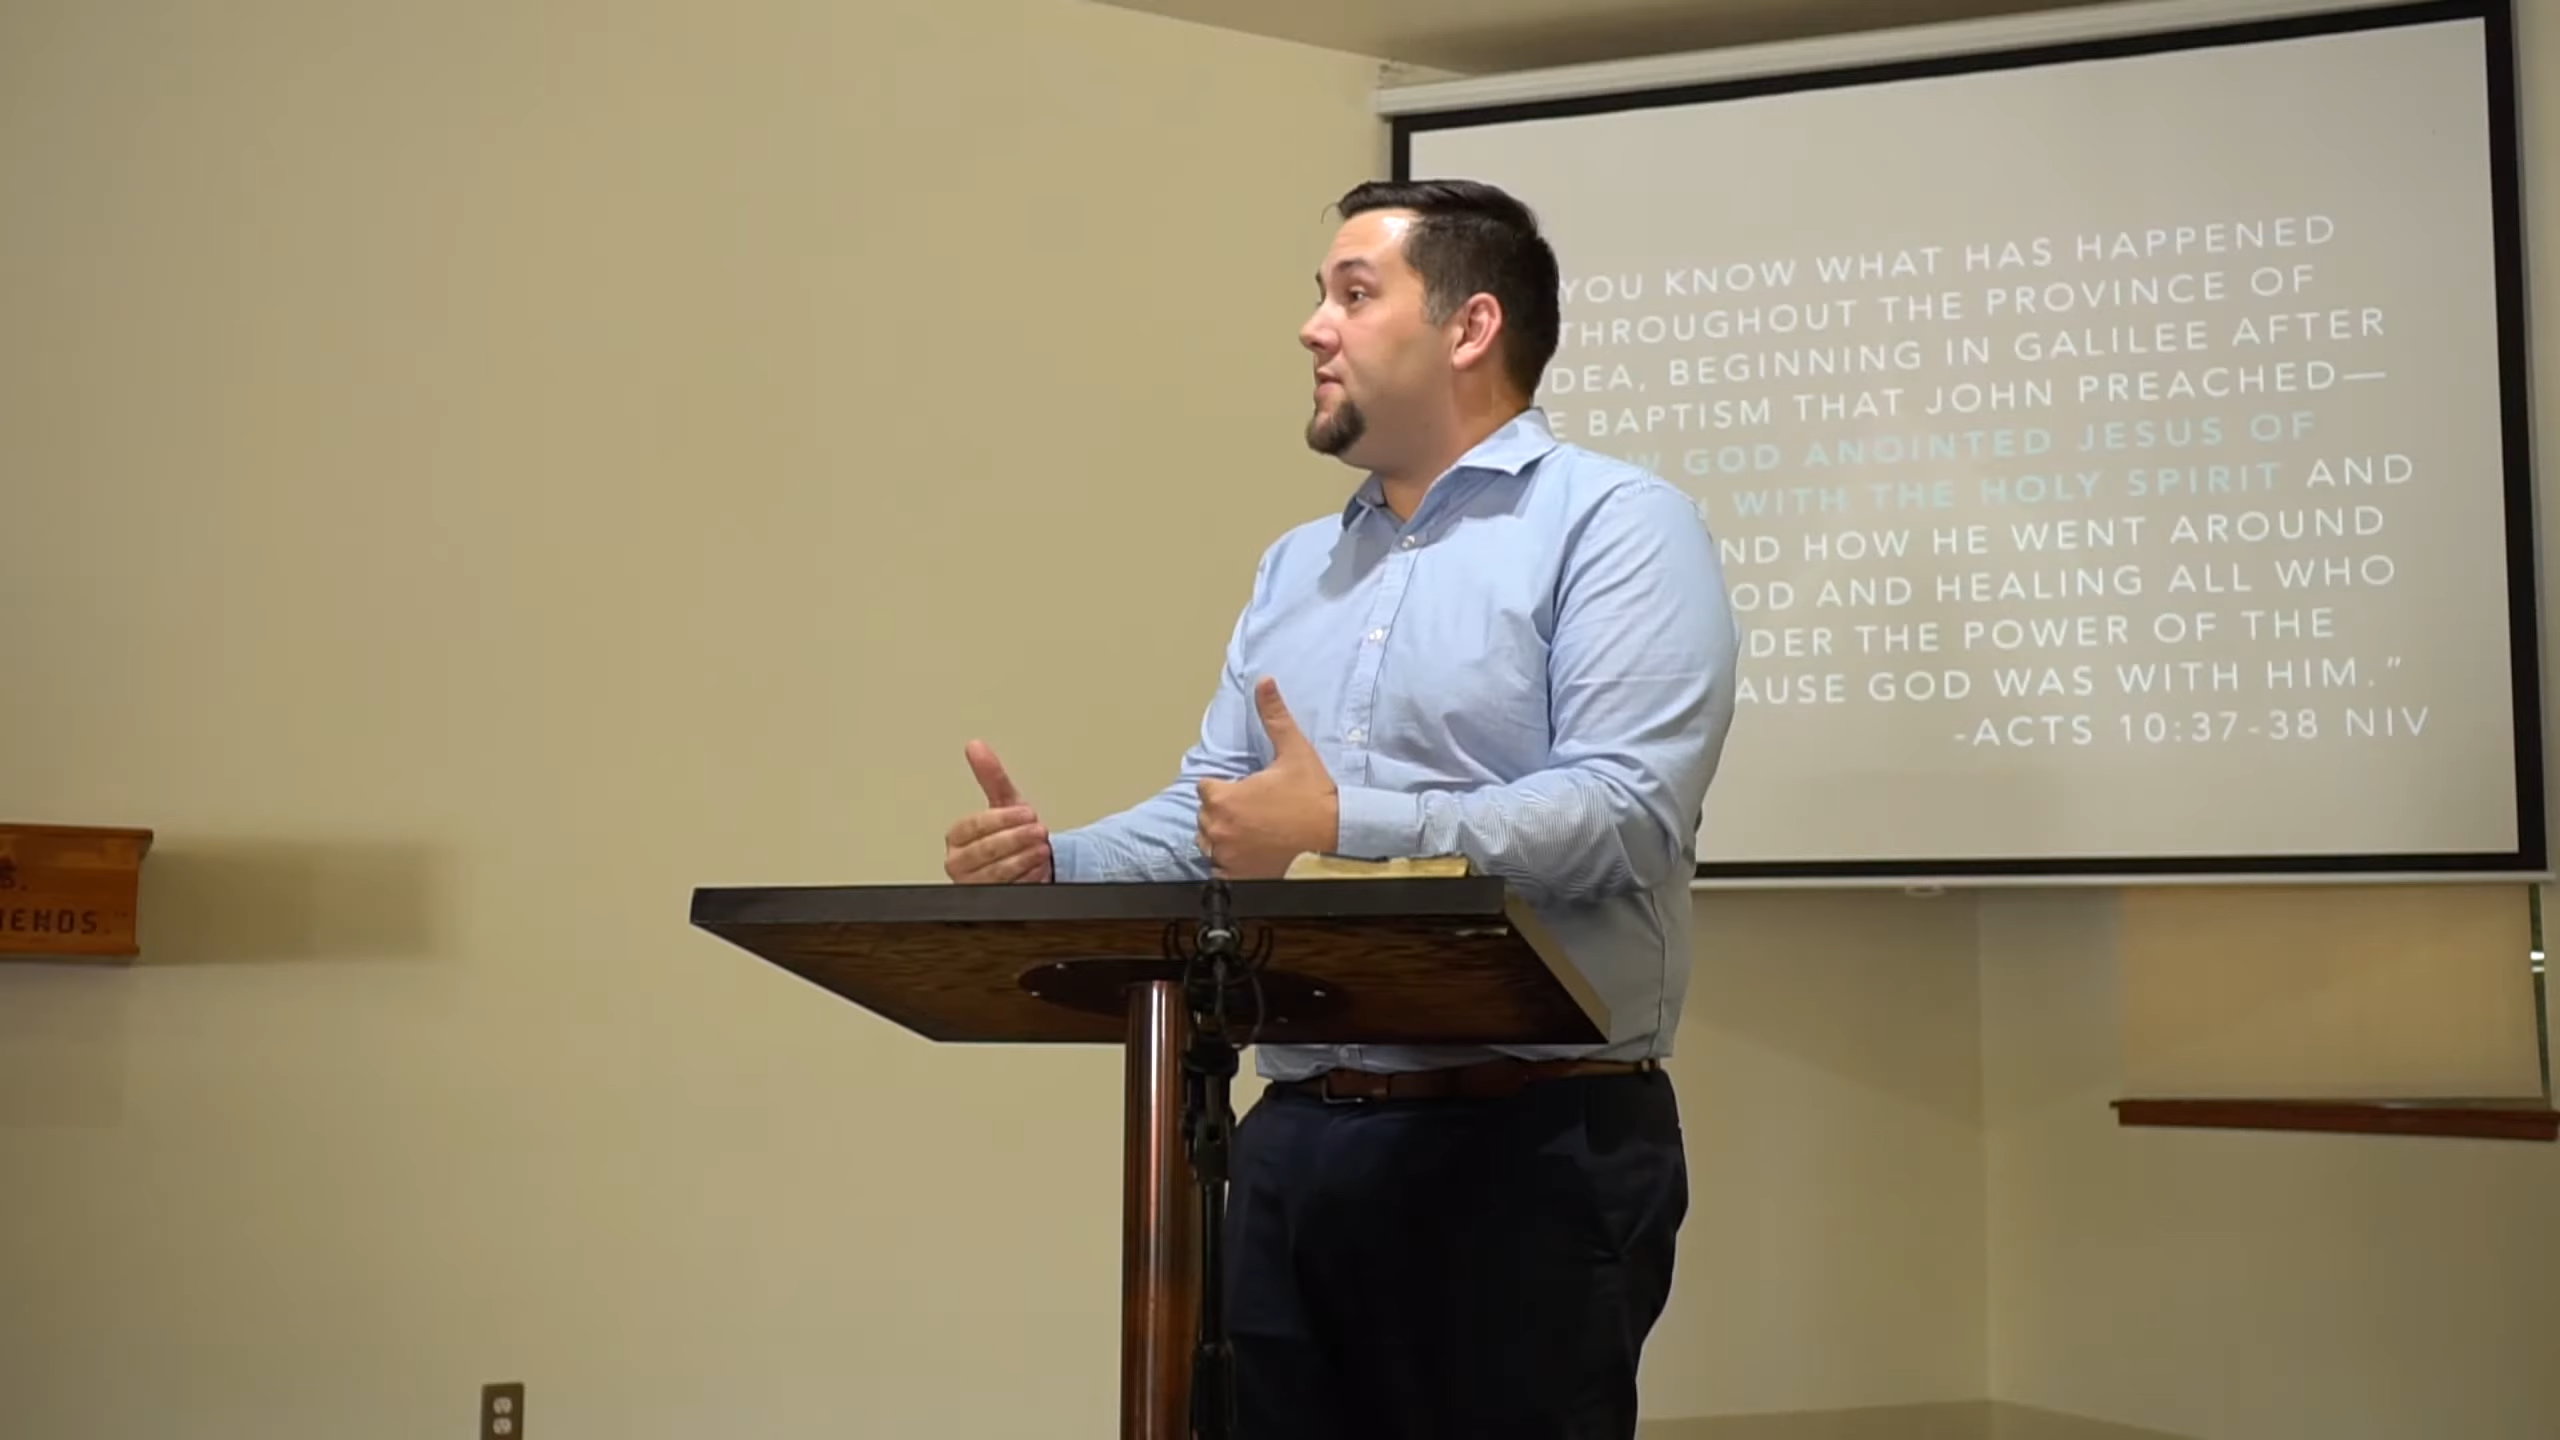 YOU KNOW WHAT HAS HAPPENED
THROUGHOUT THE PROVINCE OF
DEA, BEGINNING IN GALILEE AFTER
E BAPTISM THAT JOHN PREACHED—
W GOD ANOINTED JESUS OF
H WITH THE HOLY SPIRIT AND
ND HOW HE WENT AROUND
OD AND HEALING ALL WHO
DER THE POWER OF THE
AUSE GOD WAS WITH HIM.”
-ACTS 10:37-38 NIV
S.
IENDS."